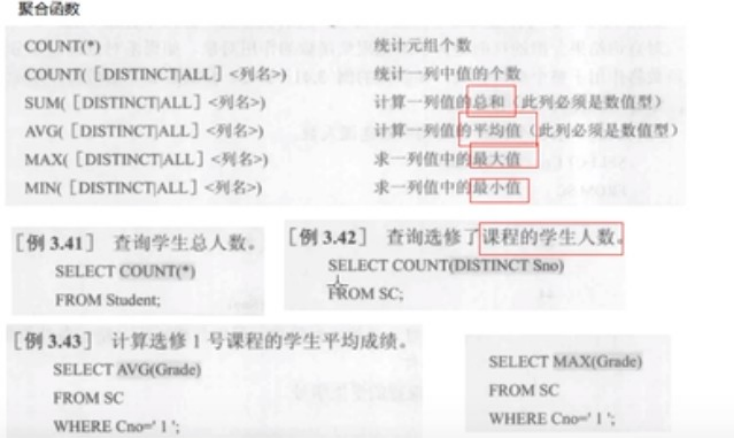 聚合函数
COUNT(*) 统计元组个数
COUNT( [DISTINCT|ALL] <列名>) 统计一列中值的个数
SUM( [DISTINCT|ALL] <列名>) 计算一列值的总和(此列必须是数值型)
AVG( [DISTINCT|ALL] <列名>) 计算一列值的平均值(此列必须是数值型)
MAX( [DISTINCT|ALL] <列名>) 求一列值中的最大值
MIN( [DISTINCT|ALL] <列名>) 求一列值中的最小值
[例 3.41] 查询学生总人数。
SELECT COUNT(*)
FROM Student;
[例 3.42] 查询选修了课程的学生人数。
SELECT COUNT(DISTINCT Sno)
FROM SC;
[例 3.43] 计算选修 1 号课程的学生平均成绩。
SELECT AVG(Grade)
FROM SC
WHERE Cno=' 1 ';
SELECT MAX(Grade)
FROM SC
WHERE Cno=' 1 ';